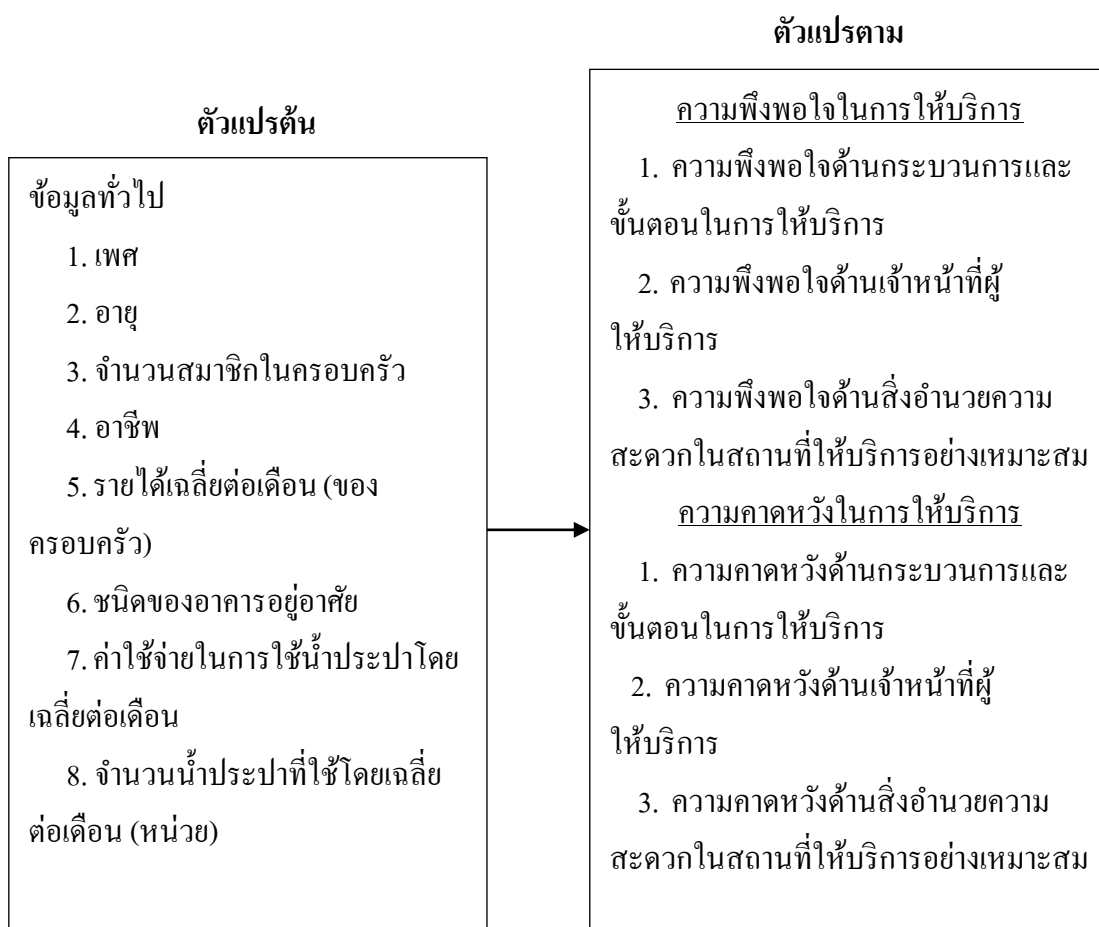 ตัวแปรต้น
ข้อมูลทั่วไป
1. เพศ
2. อายุ
3. จำนวนสมาชิกในครอบครัว
4. อาชีพ
5. รายได้เฉลี่ยต่อเดือน (ของ
ครอบครัว)
6. ชนิดของอาคารอยู่อาศัย
7. ค่าใช้จ่ายในการใช้น้ำประปาโดย
เฉลี่ยต่อเดือน
8. จำนวนน้ำประปาที่ใช้โดยเฉลี่ย
ต่อเดือน (หน่วย)
ตัวแปรตาม
ความพึงพอใจในการให้บริการ
1. ความพึงพอใจด้านกระบวนการและ
ขั้นตอนในการให้บริการ
2. ความพึงพอใจด้านเจ้าหน้าที่ผู้
ให้บริการ
3. ความพึงพอใจด้านสิ่งอำนวยความ
สะดวกในสถานที่ให้บริการอย่างเหมาะสม
ความคาดหวังในการให้บริการ
1. ความคาดหวังด้านกระบวนการและ
ขั้นตอนในการให้บริการ
2. ความคาดหวังด้านเจ้าหน้าที่ผู้
ให้บริการ
3. ความคาดหวังด้านสิ่งอำนวยความ
สะดวกในสถานที่ให้บริการอย่างเหมาะสม